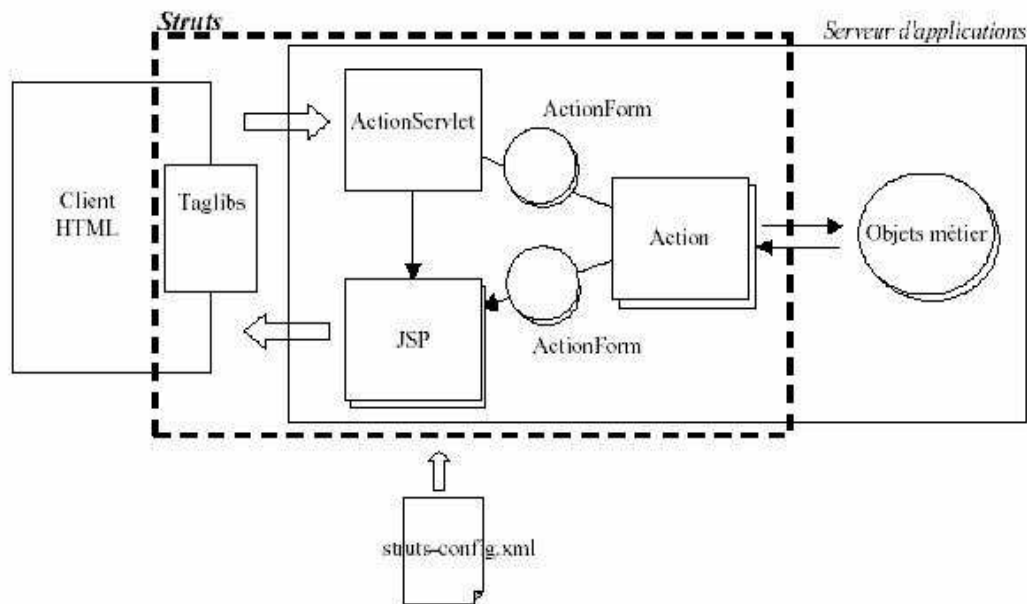 Struts
Serveur d'applications
ActionForm
ActionServlet
Client
HTML
Taglibs
Action
Objets métier
JSP
ActionForm
struts-config.xml